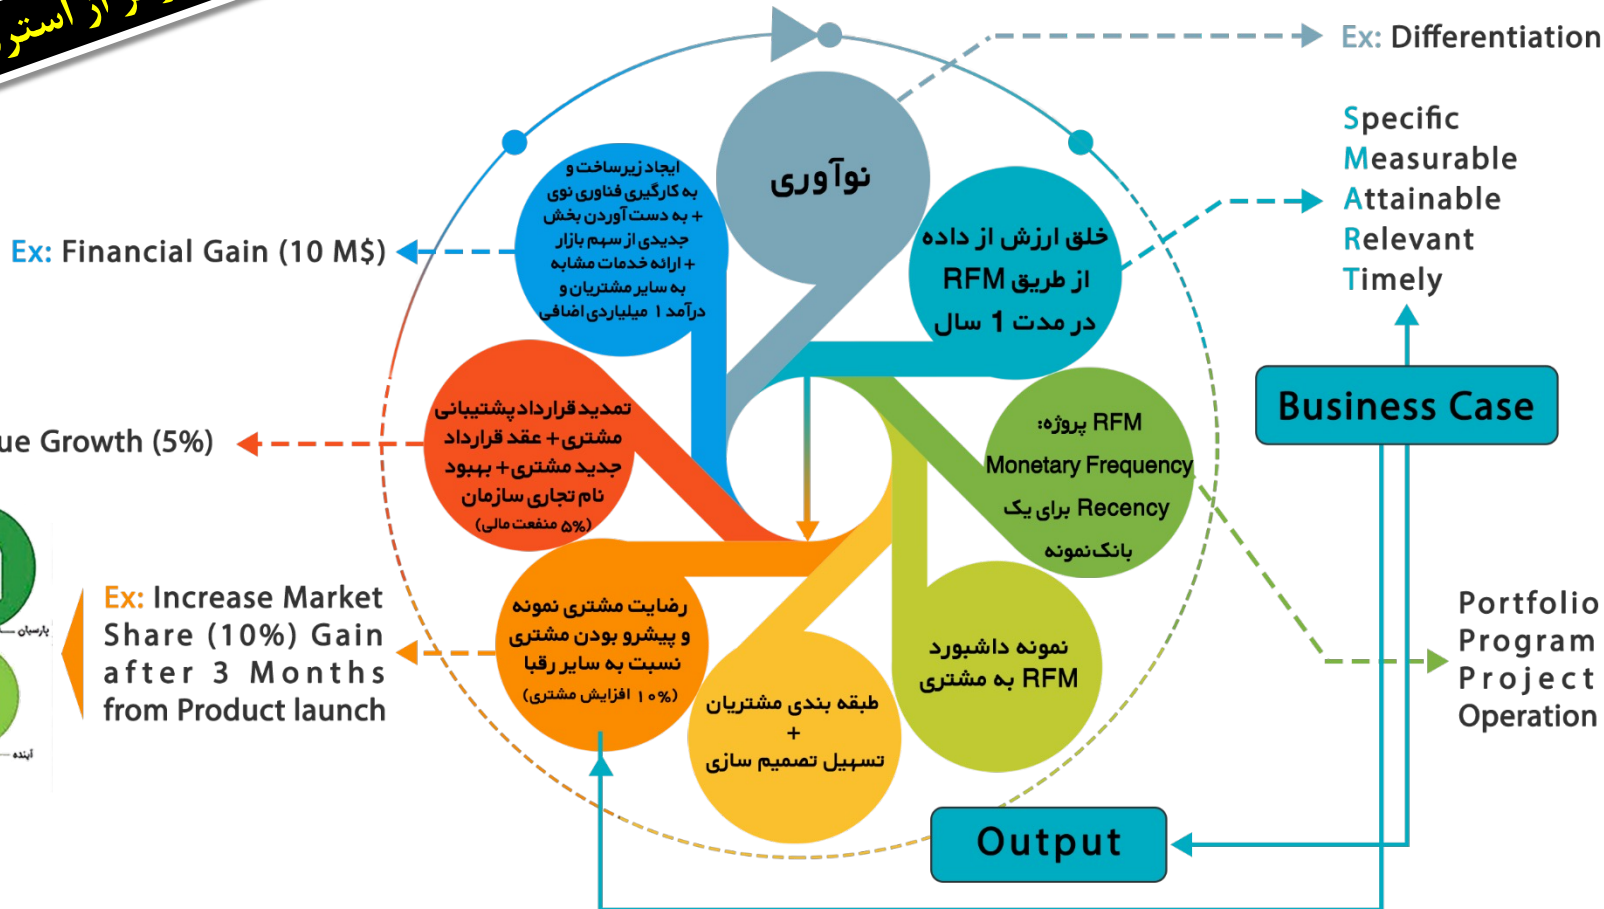 از استر
Ex: Differentiation
Specific
Measurable
Attainable
Relevant
Timely
نوآوری
ایجاد زیرساخت و
به کارگیری فناوری نوی
+ به دست آوردن بخش
جدیدی از سهم بازار
+ ارائه خدمات مشابه
به سایر مشتریان و
درآمد 1 میلیاردی اضافی
خلق ارزش از داده
از طریق RFM
در مدت 1 سال
Ex: Financial Gain (10 M$)
Business Case
تمدید قرارداد پشتیبانی
مشتری + عقد قرارداد
جدید مشتری + بهبود
نام تجاری سازمان
(%۵ منفعت مالی)
ue Growth (5%)
RFM پروژه:
Monetary Frequency
Recency برای یک
بانک نمونه
رضایت مشتری نمونه
و پیشرو بودن مشتری
نسبت به سایر رقبا
(%۱۰ افزایش مشتری)
Ex: Increase Market
Share (10%) Gain
after 3 Months
from Product launch
پارسیان
آینده
نمونه داشبورد
RFM به مشتری
طبقه بندی مشتریان
+
تسهیل تصمیم سازی
Portfolio
Program
Project
Operation
Output